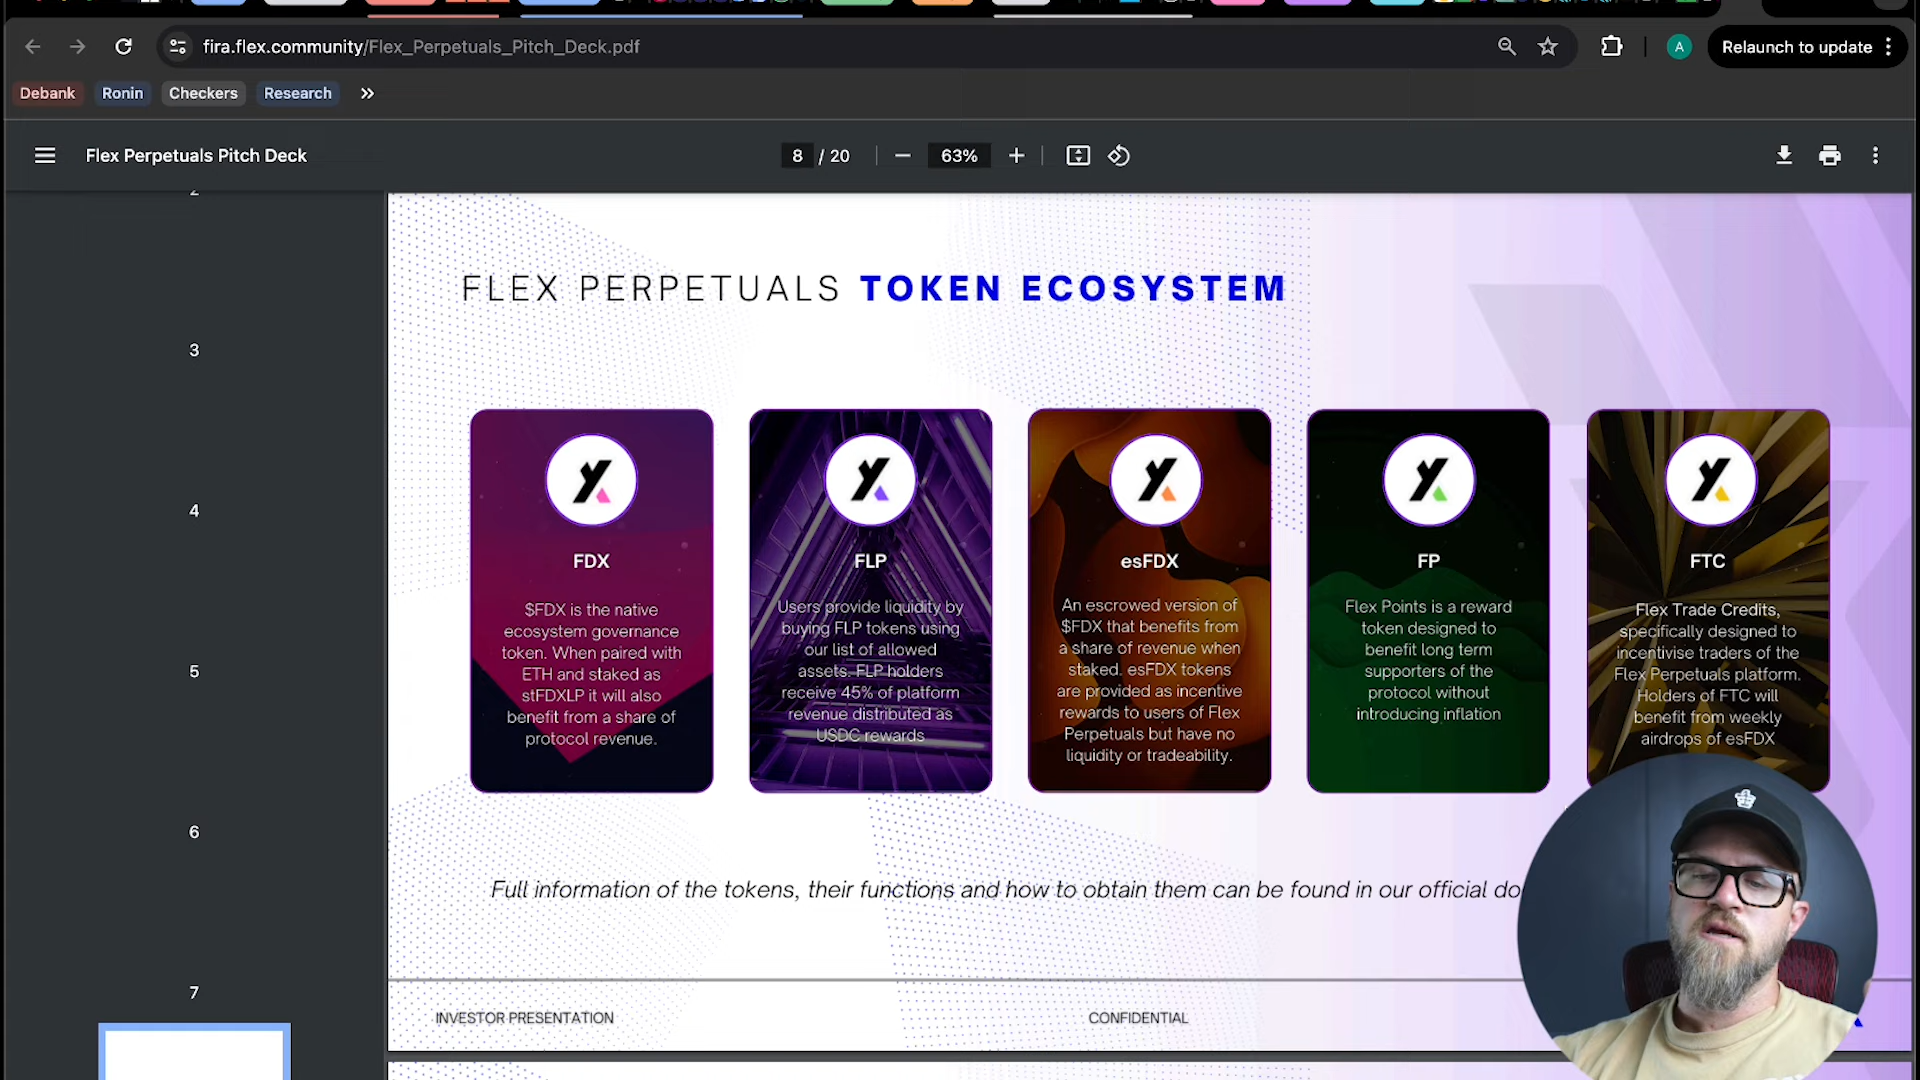 fira.flex.community/Flex_Perpetuals_Pitch_Deck.pdf
A
Relaunch to update
Debank
Ronin
Checkers
Research
Flex Perpetuals Pitch Deck
8 / 20
63%
2
3
4
5
6
7
FLEX PERPETUALS TOKEN ECOSYSTEM
FDX
$FDX is the native
ecosystem governance
token. When paired with
ETH and staked as
stFDXLP it will also
benefit from a share of
protocol revenue.
FLP
Users provide liquidity by
buying FLP tokens using
our list of allowed
assets. FLP holders
receive 45% of platform
revenue distributed as
USDC rewards
esFDX
An escrowed version of
$FDX that benefits from
a share of revenue when
staked. esFDX tokens
are provided as incentive
rewards to users of Flex
Perpetuals but have no
liquidity or tradeability.
FP
Flex Points is a reward
token designed to
benefit long term
supporters of the
protocol without
introducing inflation
FTC
Flex Trade Credits,
specifically designed to
incentivise traders of the
Flex Perpetuals platform.
Holders of FTC will
benefit from weekly
airdrops of esFDX
Full information of the tokens, their functions and how to obtain them can be found in our official do
INVESTOR PRESENTATION
CONFIDENTIAL